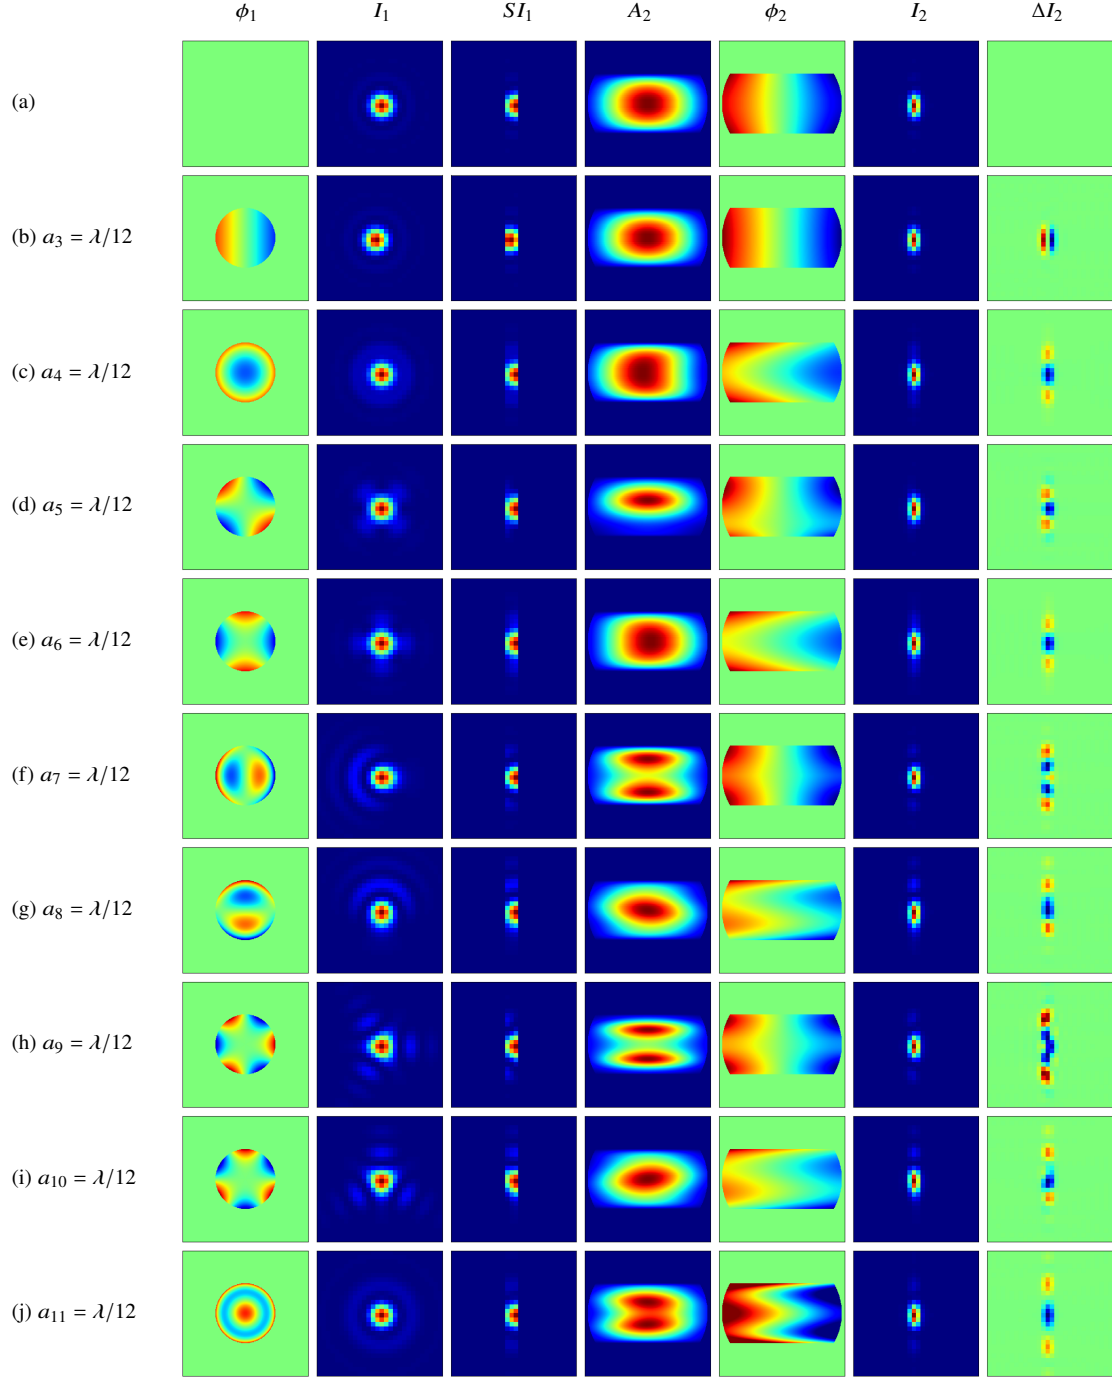 ϕ₁ I₁ SI₁ A₂ ϕ₂ I₂ ΔI₂
(a)
(b) a₃ = λ/12
(c) a₄ = λ/12
(d) a₅ = λ/12
(e) a₆ = λ/12
(f) a₇ = λ/12
(g) a₈ = λ/12
(h) a₉ = λ/12
(i) a₁₀ = λ/12
(j) a₁₁ = λ/12